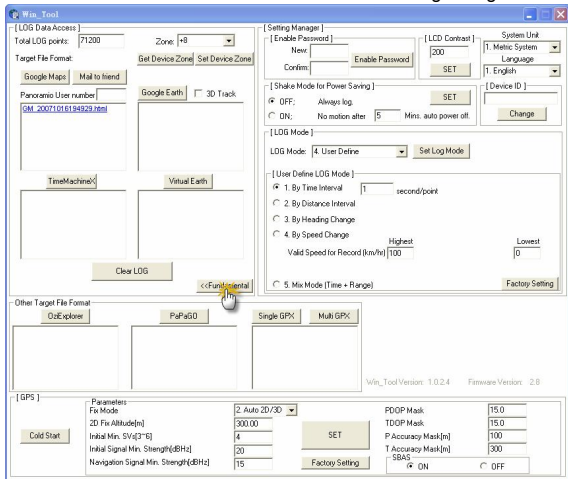 Win_Tool
[ LOG Data Access ]
Total LOG points: 71200 Zone: +8
Target File Format: Get Device Zone Set Device Zone
Google Maps Mail to friend
Panoramio User number Google Earth 3D Track
GM_20071016194929.html
TimeMachineX Virtual Earth
Clear LOG
<<Fundamental
[ Setting Manager ]
[ Enable Password ]
New:
Confirm: Enable Password
[ LCD Contrast ]
200
SET
System Unit
1. Metric System
Language
1. English
[ Shake Mode for Power Saving ]
OFF; Always log. SET
ON; No motion after 5 Mins. auto power off.
[ Device ID ]
Change
[ LOG Mode ]
LOG Mode: 4. User Define Set Log Mode
[ User Define LOG Mode ]
1. By Time Interval 1 second/point
2. By Distance Interval
3. By Heading Change
4. By Speed Change
Highest Lowest
Valid Speed for Record (km/hr) 100 0
5. Mix Mode (Time + Range) Factory Setting
Other Target File Format
OziExplorer PaPaGO Single GPX Multi GPX
Win_Tool Version: 1.0.2.4 Firmware Version: 2.8
[ GPS ]
Cold Start
Parameters
Fix Mode 2. Auto 2D/3D
2D Fix Altitude[m] 300.00
Initial Min. SVs[3~6] 4
Initial Signal Min. Strength[dBHz] 20
Navigation Signal Min. Strength[dBHz] 15
SET
Factory Setting
PDOP Mask 15.0
TDOP Mask 15.0
P Accuracy Mask[m] 100
T Accuracy Mask[m] 300
SBAS
ON OFF